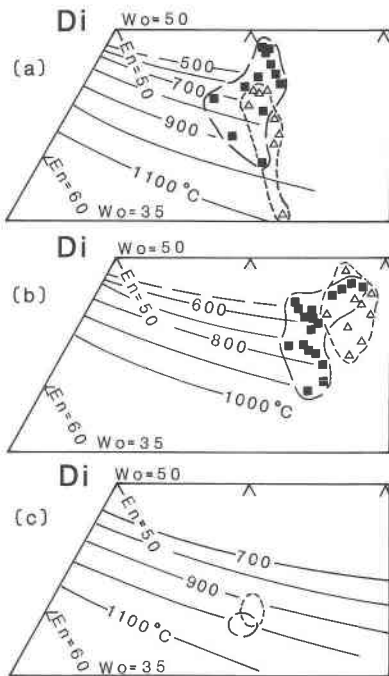 Di
Wo=50
(a)
En=50
500
700
900
1100°C
En=60
Wo=35
Di
Wo=50
(b)
En=50
600
800
1000°C
En=60
Wo=35
Di
Wo=50
(c)
En=50
700
900
1100°C
En=60
Wo=35